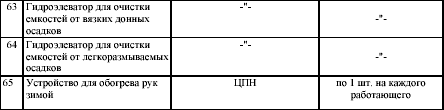 63 Гидроэлеватор для очистки -"-
емкостей от вязких донных -"-
осадков
64 Гидроэлеватор для очистки -"-
емкостей от легкоразмываемых -"-
осадков
65 Устройство для обогрева рук ЦПН по 1 шт. на каждого
зимой работающего